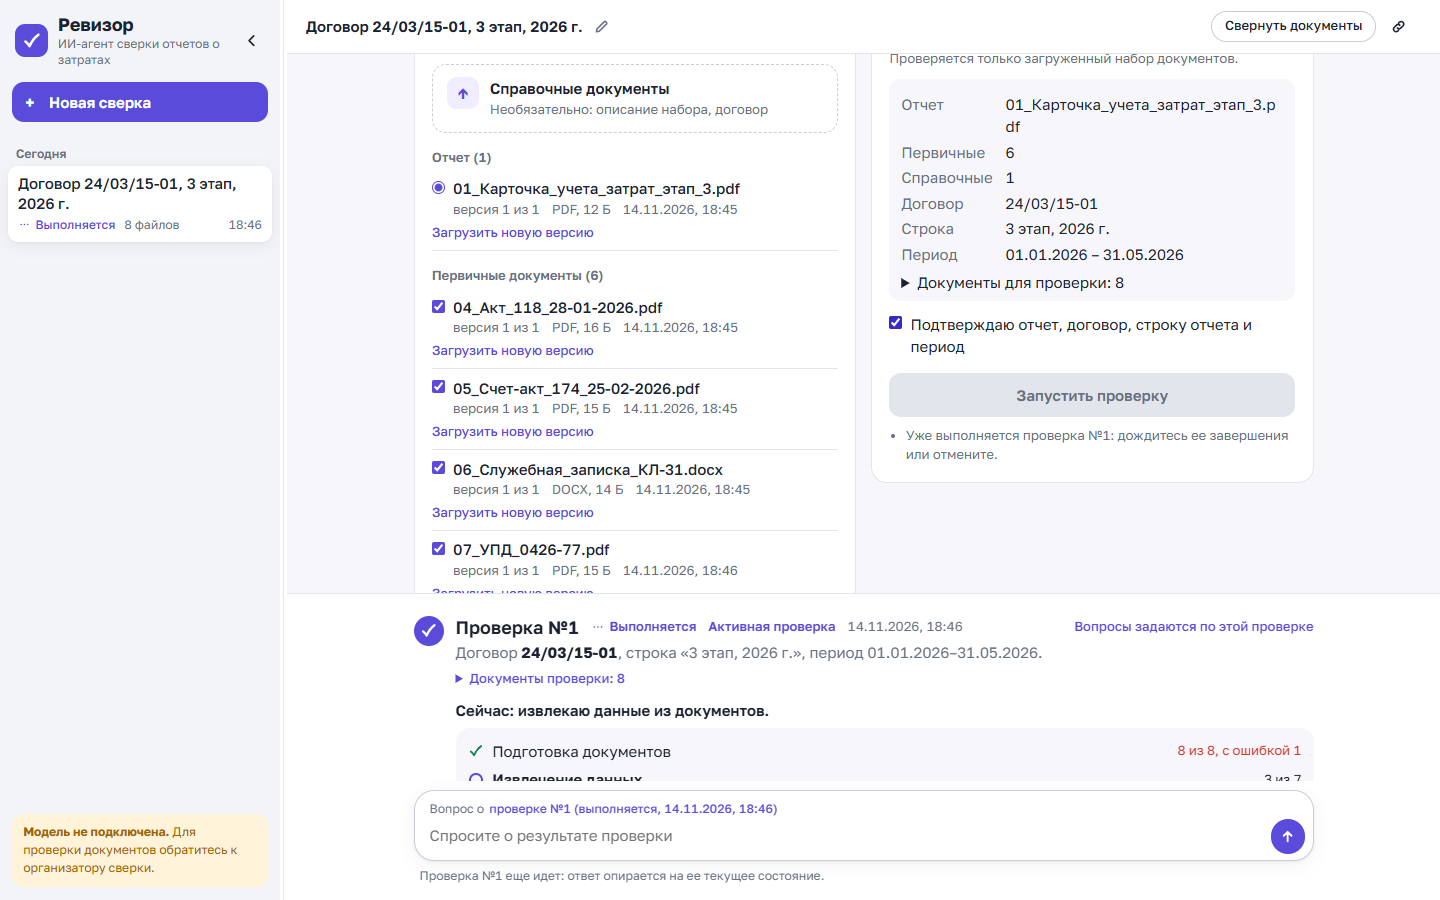 Ревизор
ИИ-агент сверки отчетов о
затратах
+ Новая сверка
Сегодня
Договор 24/03/15-01, 3 этап,
2026 г.
··· Выполняется 8 файлов 18:46
Модель не подключена. Для
проверки документов обратитесь к
организатору сверки.
Договор 24/03/15-01, 3 этап, 2026 г.
Свернуть документы
Справочные документы
Необязательно: описание набора, договор
Отчет (1)
01_Карточка_учета_затрат_этап_3.pdf
версия 1 из 1 PDF, 12 Б 14.11.2026, 18:45
Загрузить новую версию
Первичные документы (6)
04_Акт_118_28-01-2026.pdf
версия 1 из 1 PDF, 16 Б 14.11.2026, 18:45
Загрузить новую версию
05_Счет-акт_174_25-02-2026.pdf
версия 1 из 1 PDF, 15 Б 14.11.2026, 18:45
Загрузить новую версию
06_Служебная_записка_КЛ-31.docx
версия 1 из 1 DOCX, 14 Б 14.11.2026, 18:45
Загрузить новую версию
07_УПД_0426-77.pdf
версия 1 из 1 PDF, 15 Б 14.11.2026, 18:46
Загрузить новую версию
Проверяется только загруженный набор документов.
Отчет 01_Карточка_учета_затрат_этап_3.p
df
Первичные 6
Справочные 1
Договор 24/03/15-01
Строка 3 этап, 2026 г.
Период 01.01.2026 – 31.05.2026
Документы для проверки: 8
Подтверждаю отчет, договор, строку отчета и
период
Запустить проверку
• Уже выполняется проверка №1: дождитесь ее завершения
или отмените.
Проверка №1 ··· Выполняется Активная проверка 14.11.2026, 18:46 Вопросы задаются по этой проверке
Договор 24/03/15-01, строка «3 этап, 2026 г.», период 01.01.2026–31.05.2026.
Документы проверки: 8
Сейчас: извлекаю данные из документов.
Подготовка документов 8 из 8, с ошибкой 1
Извлечение данных 3 из 7
Вопрос о проверке №1 (выполняется, 14.11.2026, 18:46)
Спросите о результате проверки
Проверка №1 еще идет: ответ опирается на ее текущее состояние.